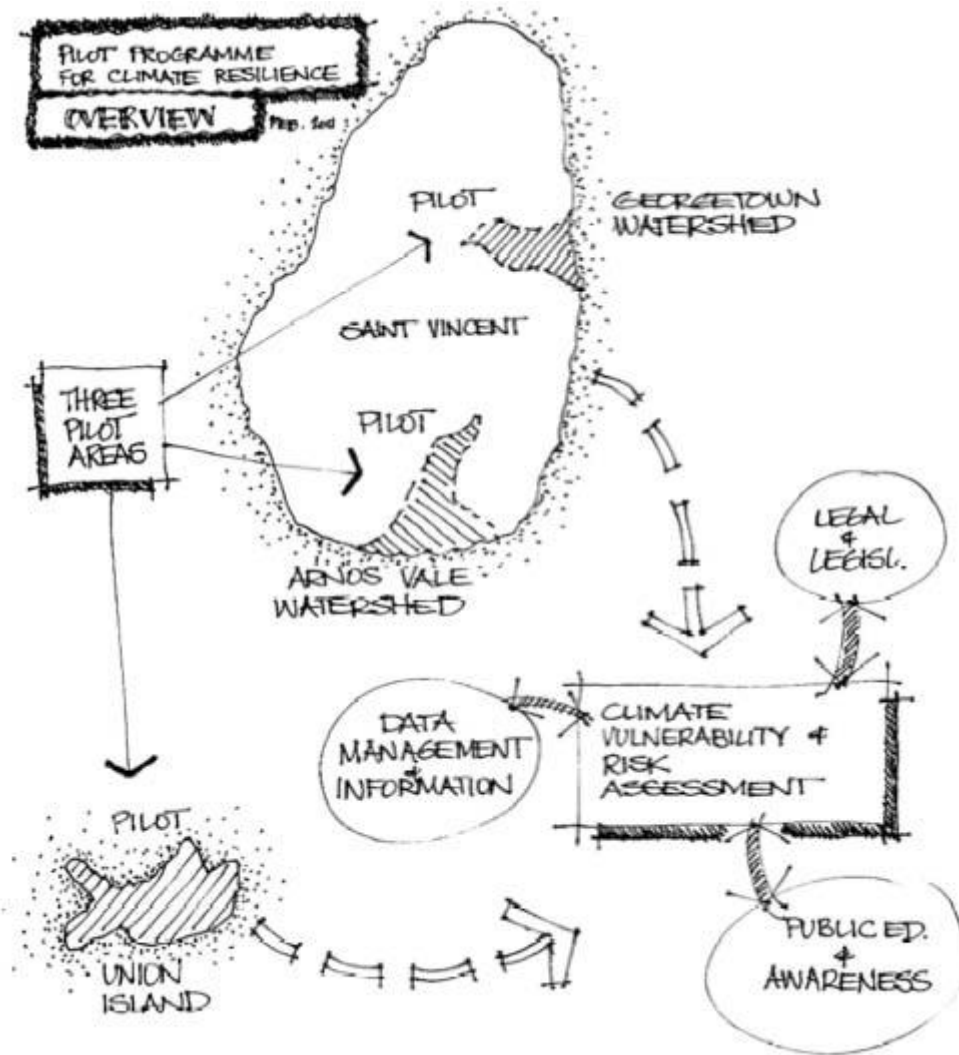 PILOT PROGRAMME
FOR CLIMATE RESILIENCE
OVERVIEW
PILOT
GEORGETOWN
WATERSHED
SAINT VINCENT
THREE
PILOT
AREAS
PILOT
ARNOS VALE
WATERSHED
LEGAL
&
LEGISL.
DATA
MANAGEMENT
&
INFORMATION
CLIMATE
VULNERABILITY &
RISK
ASSESSMENT
PILOT
UNION
ISLAND
PUBLIC ED.
&
AWARENESS